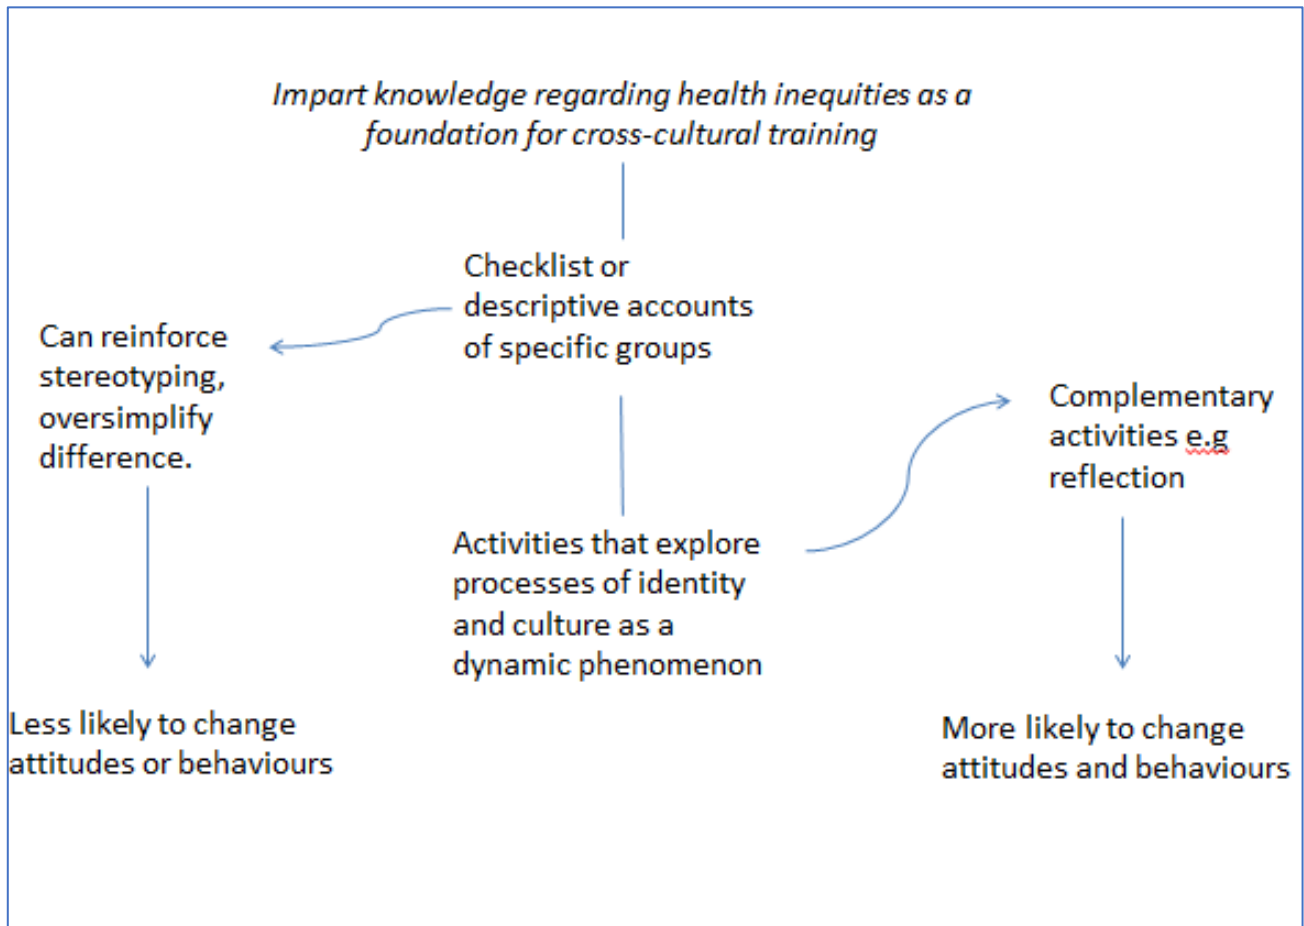 Impart knowledge regarding health inequities as a
foundation for cross-cultural training
Checklist or
descriptive accounts
of specific groups
Can reinforce
stereotyping,
oversimplify
difference.
Complementary
activities e.g
reflection
Activities that explore
processes of identity
and culture as a
dynamic phenomenon
Less likely to change
attitudes or behaviours
More likely to change
attitudes and behaviours